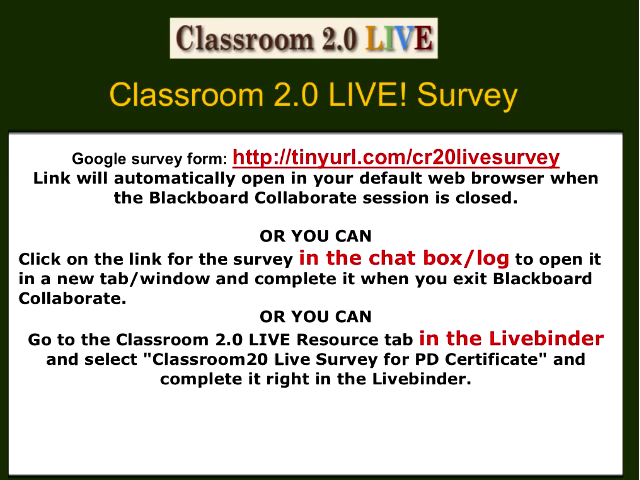 Classroom 2.0 LIVE
Classroom 2.0 LIVE! Survey
Google survey form: http://tinyurl.com/cr20livesurvey
Link will automatically open in your default web browser when
the Blackboard Collaborate session is closed.
OR YOU CAN
Click on the link for the survey in the chat box/log to open it
in a new tab/window and complete it when you exit Blackboard
Collaborate.
OR YOU CAN
Go to the Classroom 2.0 LIVE Resource tab in the Livebinder
and select "Classroom20 Live Survey for PD Certificate" and
complete it right in the Livebinder.